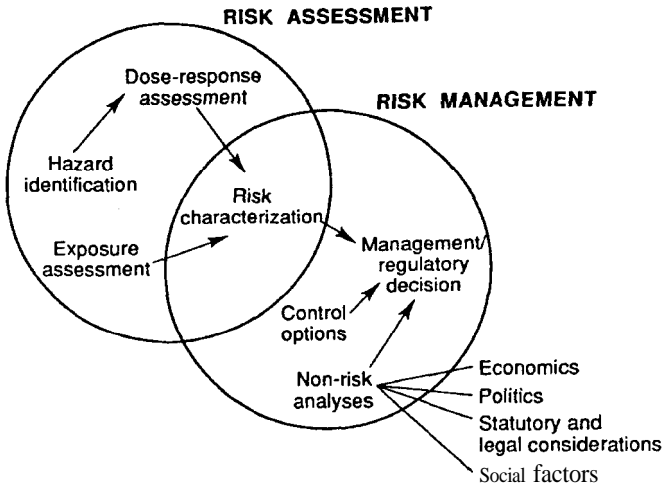 RISK ASSESSMENT
Dose-response
assessment
RISK MANAGEMENT
Hazard
identification
Risk
characterization
Exposure
assessment
Management/
regulatory
decision
Control
options
Non-risk
analyses
Economics
Politics
Statutory and
legal considerations
Social factors